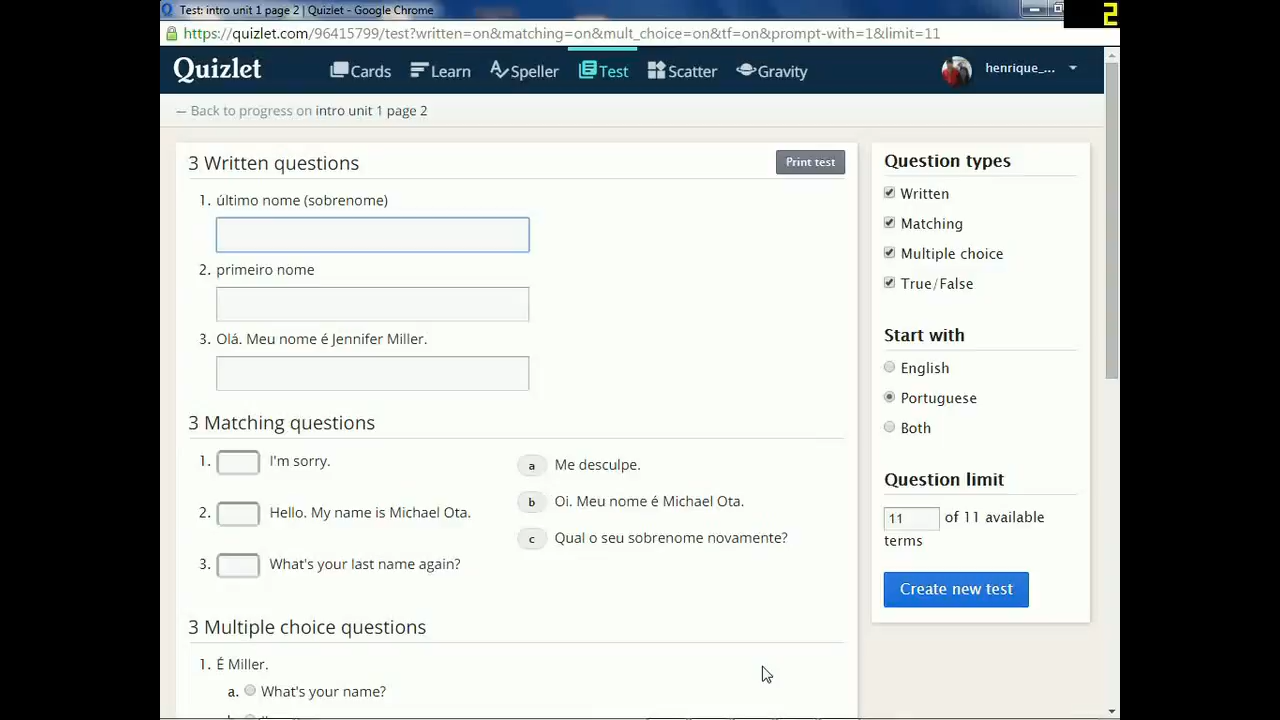 Test: intro unit 1 page 2 | Quizlet - Google Chrome
2
https://quizlet.com/96415799/test?written=on&matching=on&mult_choice=on&tf=on&prompt-with=1&limit=11
Quizlet Cards Learn Speller Test Scatter Gravity henrique_...
— Back to progress on intro unit 1 page 2
3 Written questions
Print test
1. último nome (sobrenome)
2. primeiro nome
3. Olá. Meu nome é Jennifer Miller.
3 Matching questions
1. I'm sorry.
2. Hello. My name is Michael Ota.
3. What's your last name again?
a Me desculpe.
b Oi. Meu nome é Michael Ota.
c Qual o seu sobrenome novamente?
3 Multiple choice questions
1. É Miller.
a. What's your name?
Question types
Written
Matching
Multiple choice
True/False
Start with
English
Portuguese
Both
Question limit
11 of 11 available
terms
Create new test